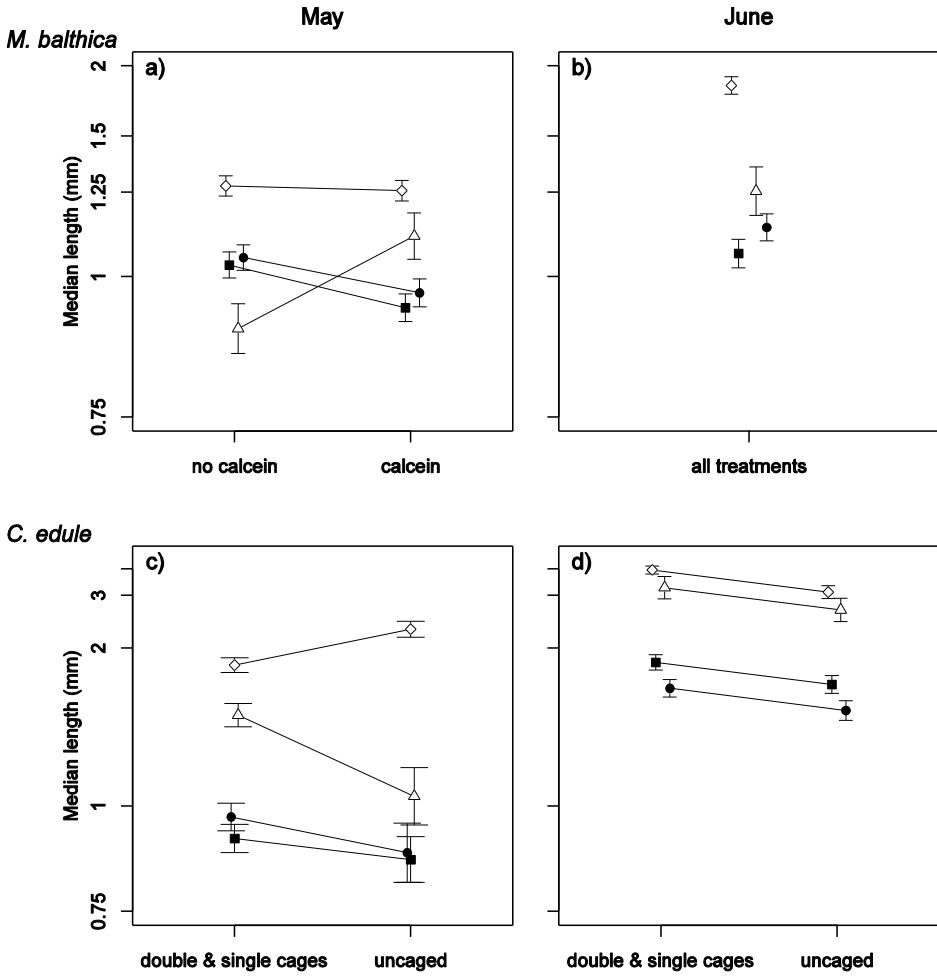 May
June
M. balthica
a)
b)
Median length (mm)
2
1.5
1.25
1
0.75
no calcein
calcein
all treatments
C. edule
c)
d)
Median length (mm)
3
2
1
0.75
double & single cages
uncaged
double & single cages
uncaged